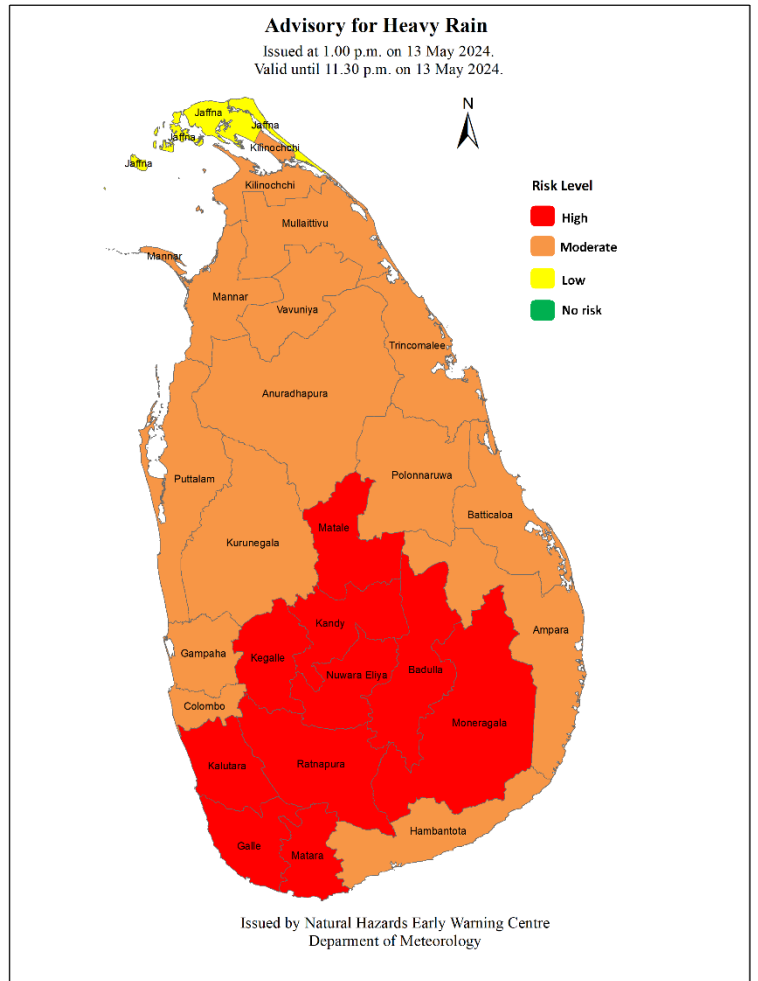 Advisory for Heavy Rain
Issued at 1.00 p.m. on 13 May 2024.
Valid until 11.30 p.m. on 13 May 2024.
N
Jaffna
Jaffna
Jaffna
Kilinochchi
Jaffna
Kilinochchi
Risk Level
High
Moderate
Low
No risk
Mullaittivu
Mannar
Mannar
Vavuniya
Trincomalee
Anuradhapura
Puttalam
Polonnaruwa
Batticaloa
Matale
Kurunegala
Kandy
Ampara
Gampaha
Kegalle
Nuwara Eliya
Badulla
Colombo
Moneragala
Kalutara
Ratnapura
Hambantota
Galle
Matara
Issued by Natural Hazards Early Warning Centre
Deparment of Meteorology